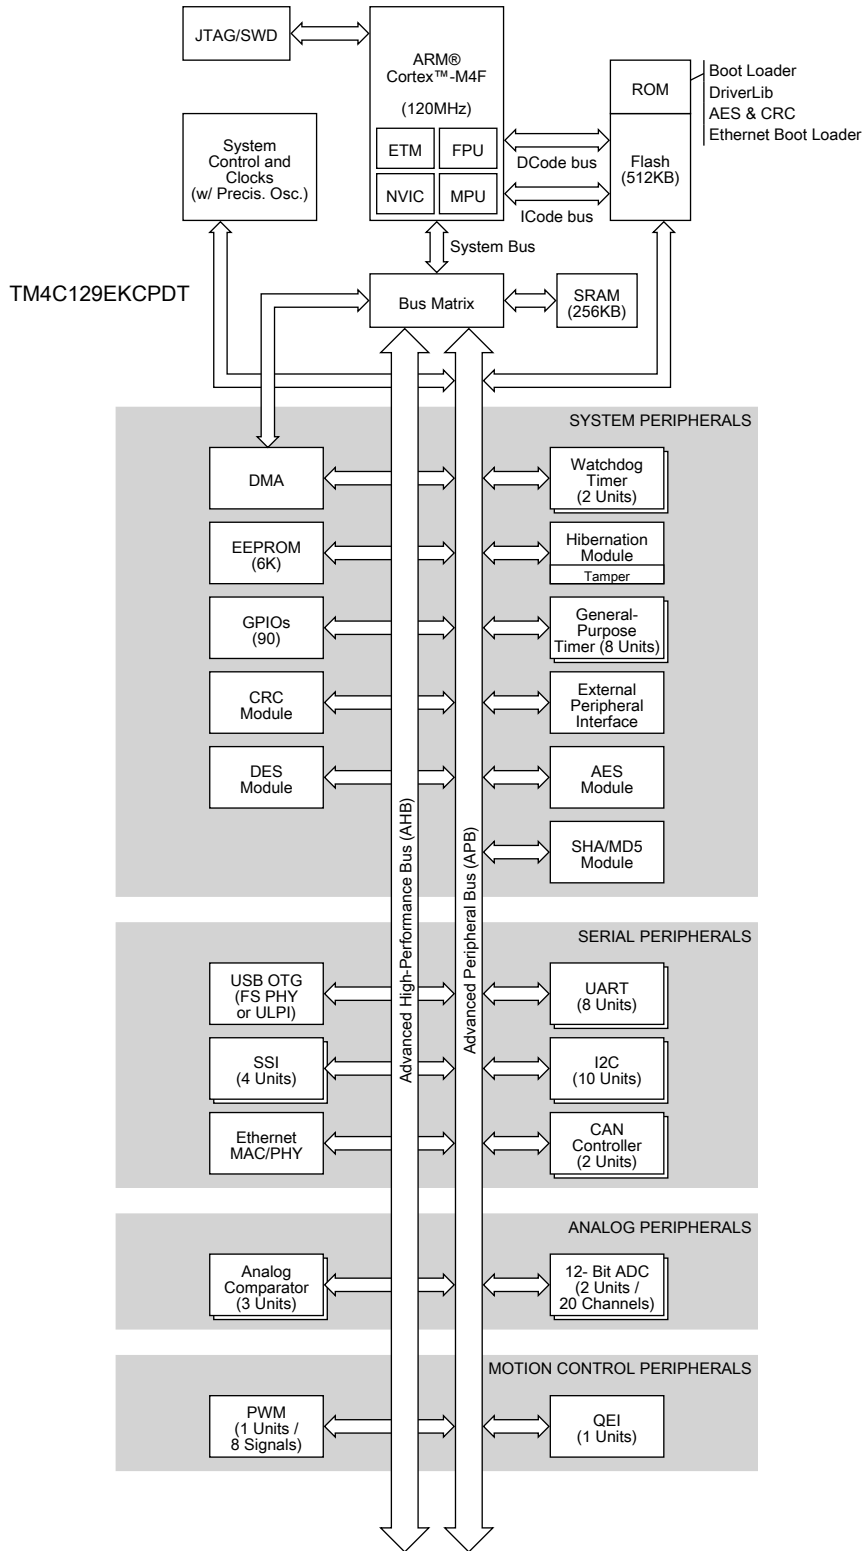 JTAG/SWD
ARM®
Cortex™-M4F
(120MHz)
ETM
FPU
NVIC
MPU
ROM
Boot Loader
DriverLib
AES & CRC
Ethernet Boot Loader
Flash
(512KB)
DCode bus
ICode bus
System
Control and
Clocks
(w/ Precis. Osc.)
System Bus
TM4C129EKCPDT
Bus Matrix
SRAM
(256KB)
SYSTEM PERIPHERALS
DMA
Watchdog
Timer
(2 Units)
EEPROM
(6K)
Hibernation
Module
Tamper
GPIOs
(90)
General-
Purpose
Timer (8 Units)
CRC
Module
External
Peripheral
Interface
DES
Module
AES
Module
SHA/MD5
Module
Advanced High-Performance Bus (AHB)
Advanced Peripheral Bus (APB)
SERIAL PERIPHERALS
USB OTG
(FS PHY
or ULPI)
UART
(8 Units)
SSI
(4 Units)
I2C
(10 Units)
Ethernet
MAC/PHY
CAN
Controller
(2 Units)
ANALOG PERIPHERALS
Analog
Comparator
(3 Units)
12- Bit ADC
(2 Units /
20 Channels)
MOTION CONTROL PERIPHERALS
PWM
(1 Units /
8 Signals)
QEI
(1 Units)